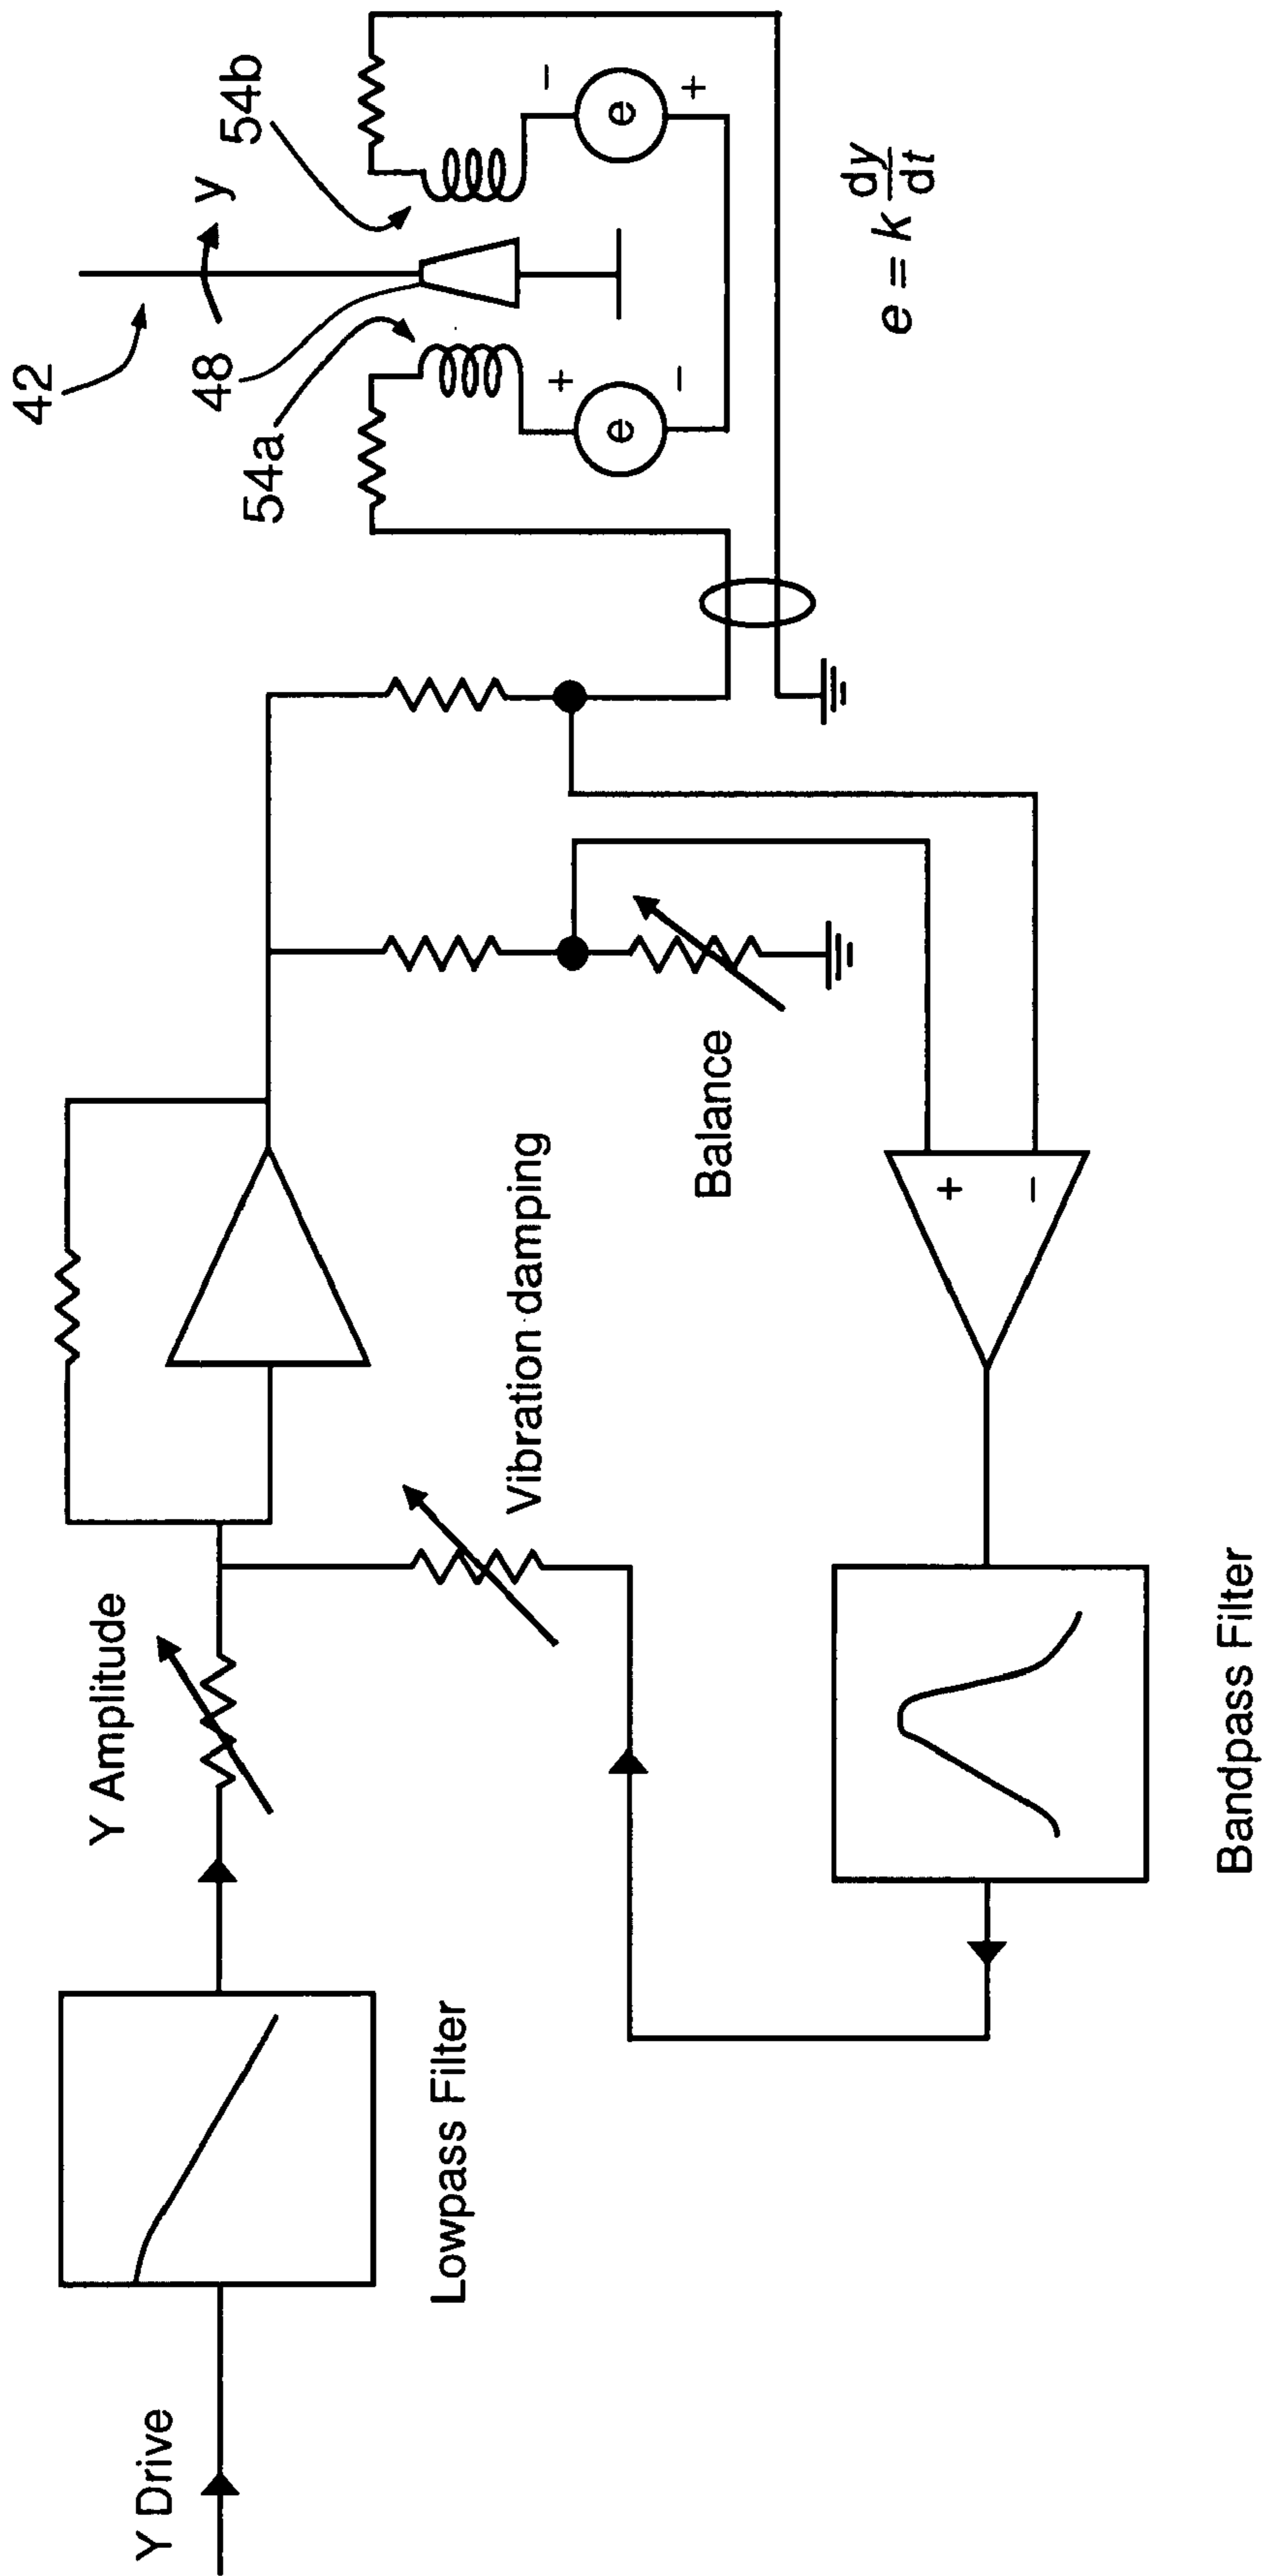 Y Drive
Lowpass Filter
Y Amplitude
Vibration damping
Balance
+
−
Bandpass Filter
42
y
48
54a
54b
+
e
−
−
e
+
e = k dy/dt